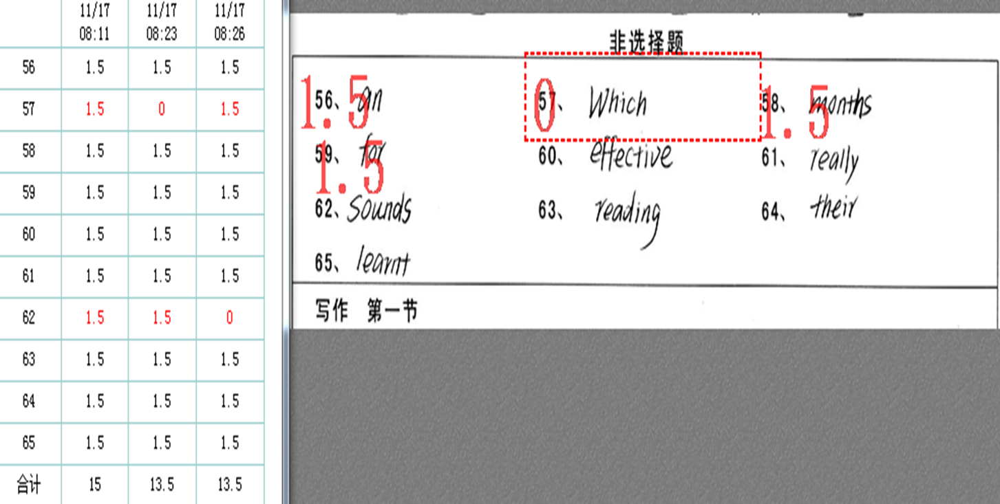 11/17 11/17 11/17
08:11 08:23 08:26
56 1.5 1.5 1.5
57 1.5 0 1.5
58 1.5 1.5 1.5
59 1.5 1.5 1.5
60 1.5 1.5 1.5
61 1.5 1.5 1.5
62 1.5 1.5 0
63 1.5 1.5 1.5
64 1.5 1.5 1.5
65 1.5 1.5 1.5
合计 15 13.5 13.5
非选择题
1.5 0 1.5
56、 an 57、 Which 58、 months
59、 for 60、 effective 61、 really
1.5
62、 sounds 63、 reading 64、 their
65、 learnt
写作 第一节